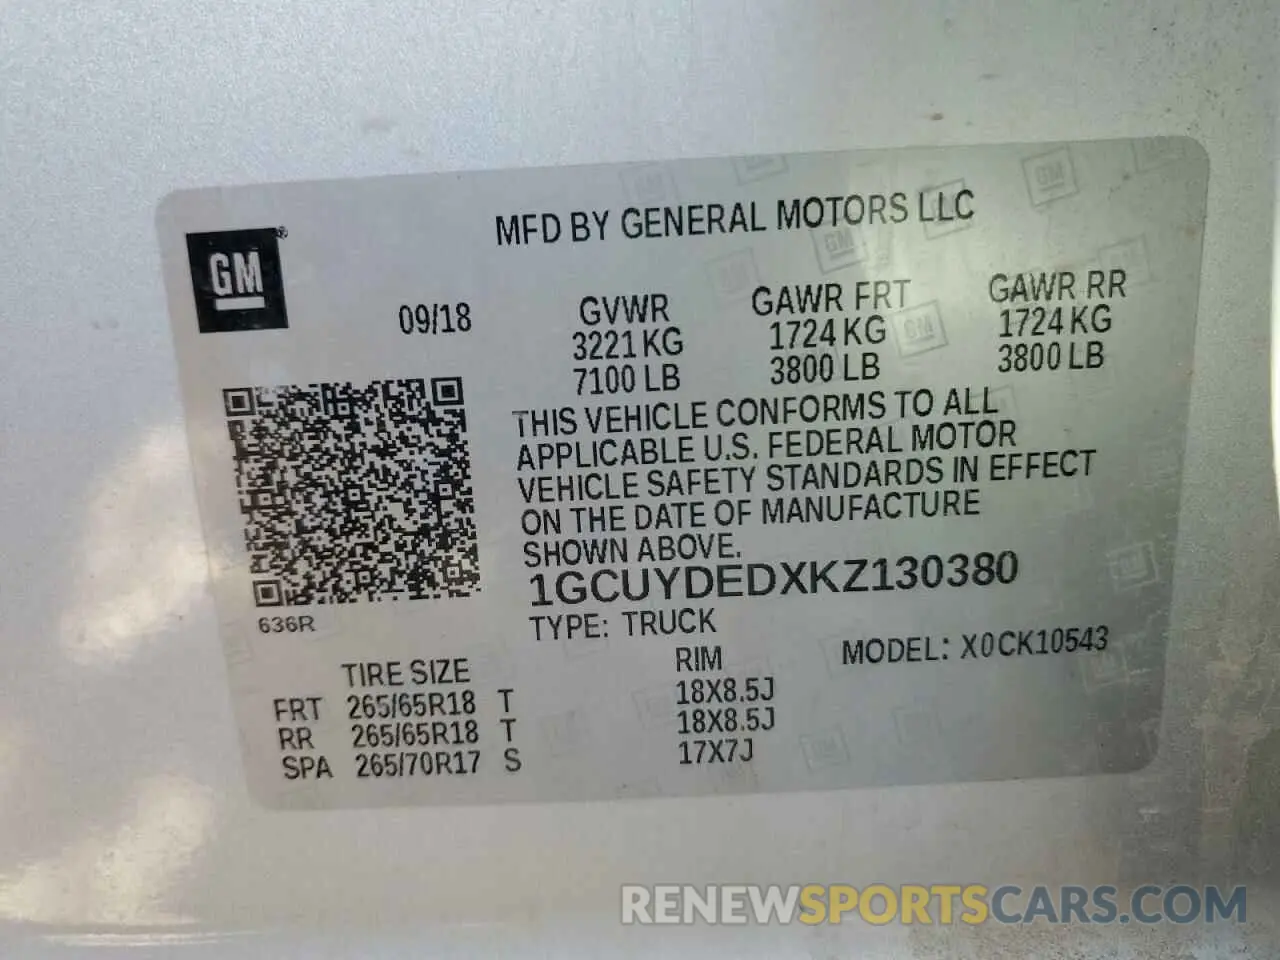 MFD BY GENERAL MOTORS LLC
GM®
09/18
GVWR GAWR FRT GAWR RR
3221 KG 1724 KG 1724 KG
7100 LB 3800 LB 3800 LB
THIS VEHICLE CONFORMS TO ALL
APPLICABLE U.S. FEDERAL MOTOR
VEHICLE SAFETY STANDARDS IN EFFECT
ON THE DATE OF MANUFACTURE
SHOWN ABOVE.
1GCUYDEDXKZ130380
636R
TYPE: TRUCK
MODEL: X0CK10543
TIRE SIZE RIM
FRT 265/65R18 T 18X8.5J
RR 265/65R18 T 18X8.5J
SPA 265/70R17 S 17X7J
RENEWSPORTSCARS.COM